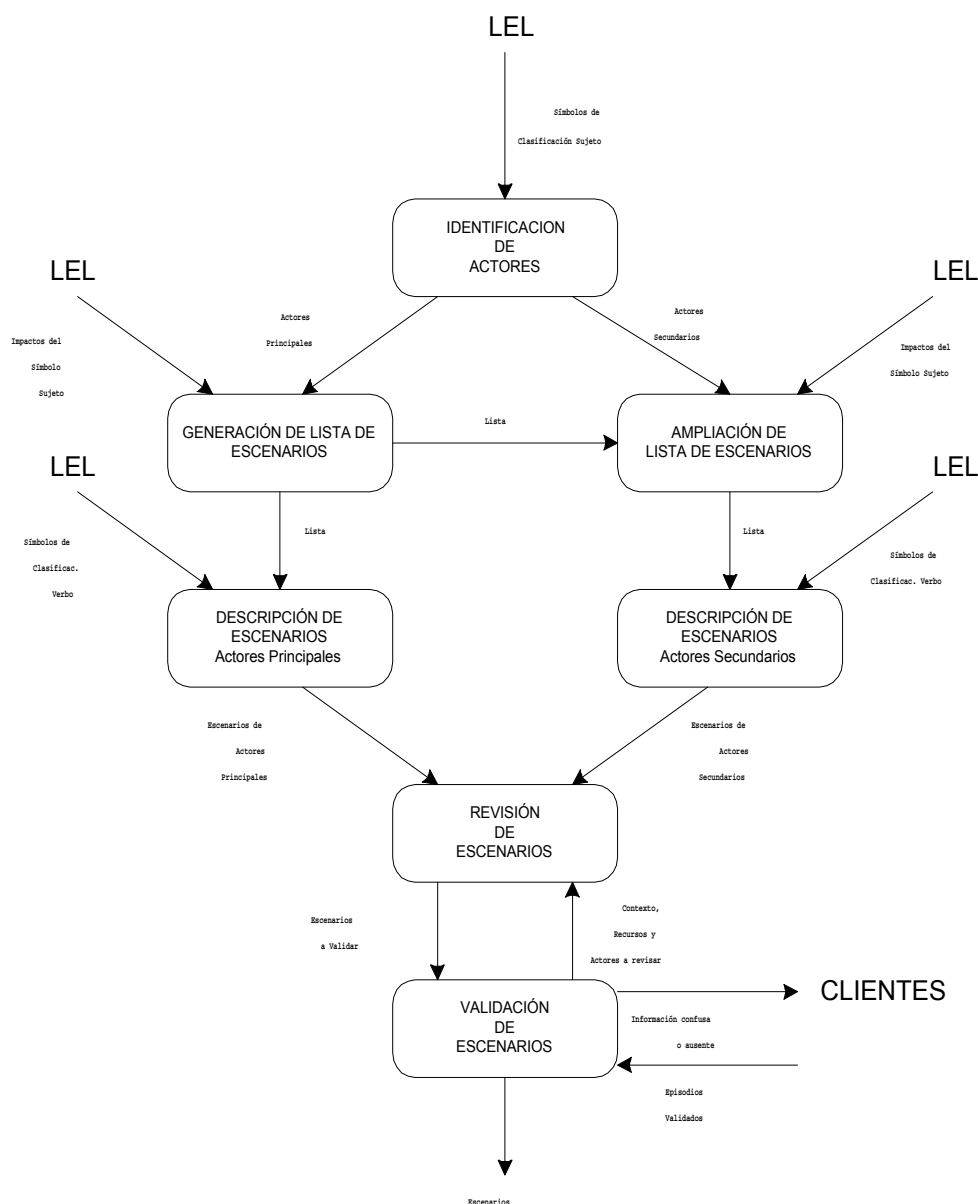 LEL
Símbolos de
Clasificación Sujeto
IDENTIFICACION
DE
ACTORES
LEL
LEL
Actores
Principales
Actores
Secundarios
Impactos del
Símbolo
Sujeto
Impactos del
Símbolo Sujeto
GENERACIÓN DE LISTA DE
ESCENARIOS
Lista
AMPLIACIÓN DE
LISTA DE ESCENARIOS
LEL
LEL
Lista
Lista
Símbolos de
Clasificac.
Verbo
Símbolos de
Clasificac. Verbo
DESCRIPCIÓN DE
ESCENARIOS
Actores Principales
DESCRIPCIÓN DE
ESCENARIOS
Actores Secundarios
Escenarios de
Actores
Principales
Escenarios de
Actores
Secundarios
REVISIÓN
DE
ESCENARIOS
Escenarios
a Validar
Contexto,
Recursos y
Actores a revisar
VALIDACIÓN
DE
ESCENARIOS
CLIENTES
Información confusa
o ausente
Episodios
Validados
Escenarios